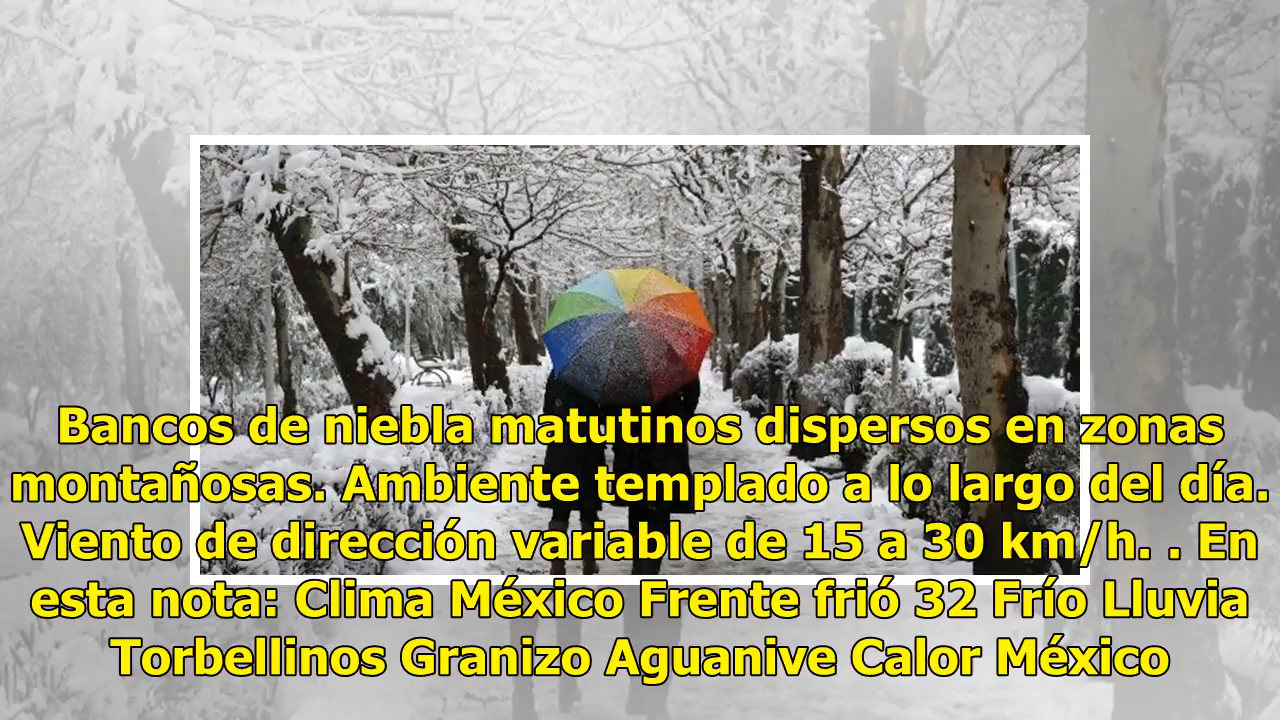 Bancos de niebla matutinos dispersos en zonas
montañosas. Ambiente templado a lo largo del día.
Viento de dirección variable de 15 a 30 km/h. . En
esta nota: Clima México Frente frió 32 Frío Lluvia
Torbellinos Granizo Aguanive Calor México